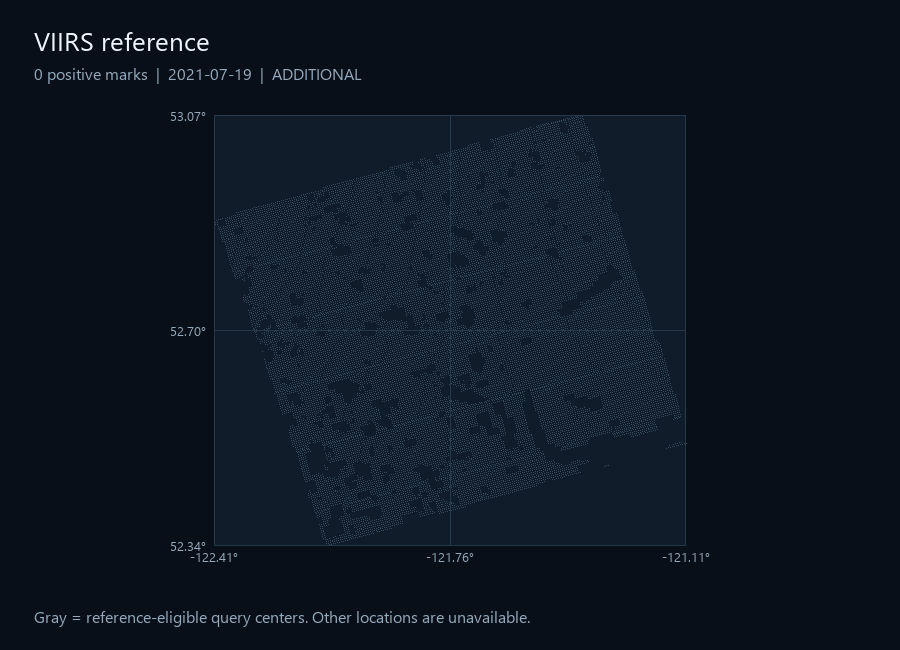 VIIRS reference
0 positive marks | 2021-07-19 | ADDITIONAL
53.07°
52.70°
52.34°
-122.41° -121.76° -121.11°
Gray = reference-eligible query centers. Other locations are unavailable.